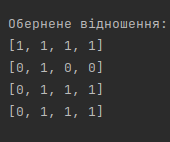 Обернене відношення:
[1, 1, 1, 1]
[0, 1, 0, 0]
[0, 1, 1, 1]
[0, 1, 1, 1]